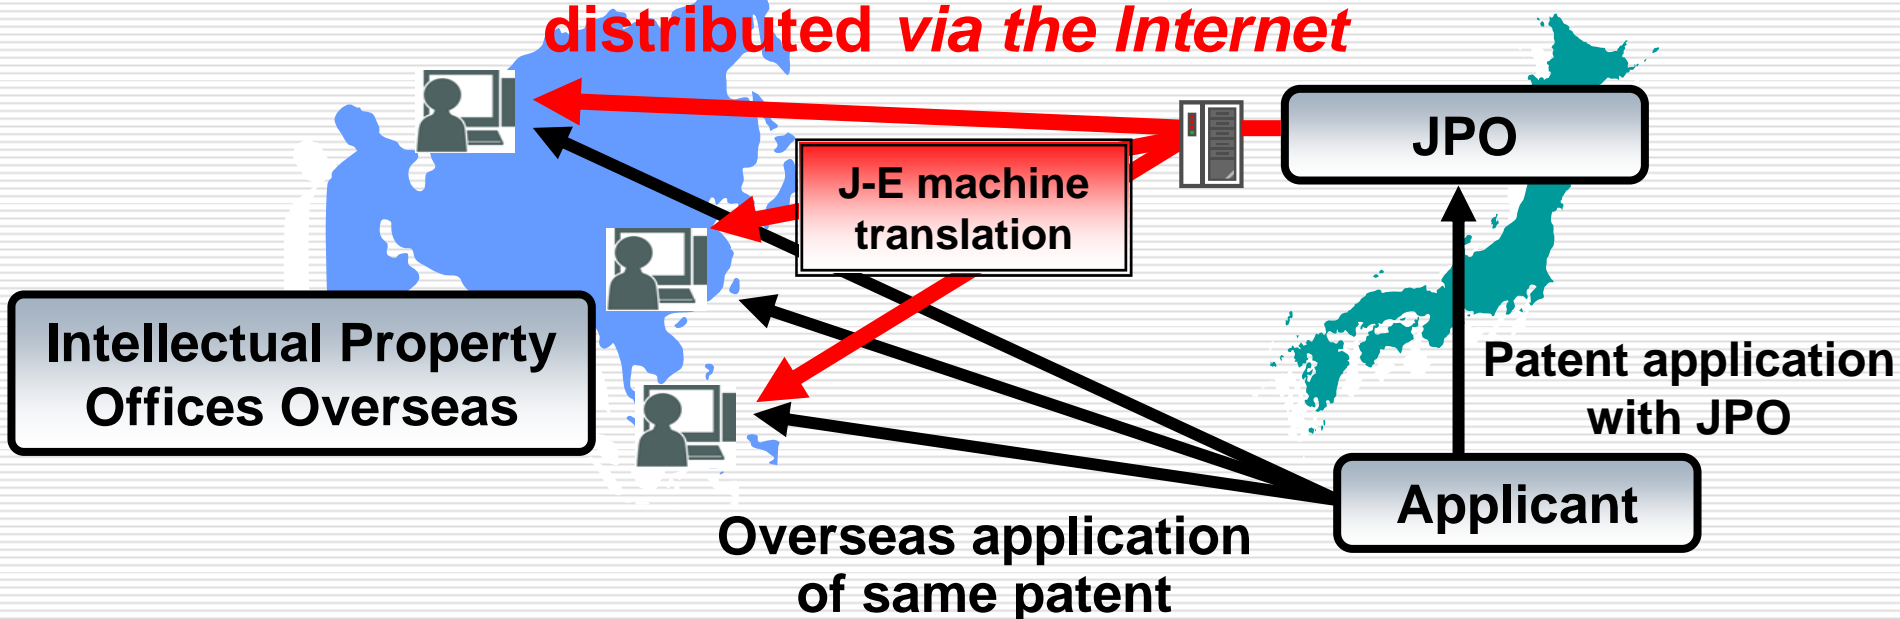 distributed via the Internet
JPO
J-E machine
translation
Intellectual Property
Offices Overseas
Patent application
with JPO
Applicant
Overseas application
of same patent